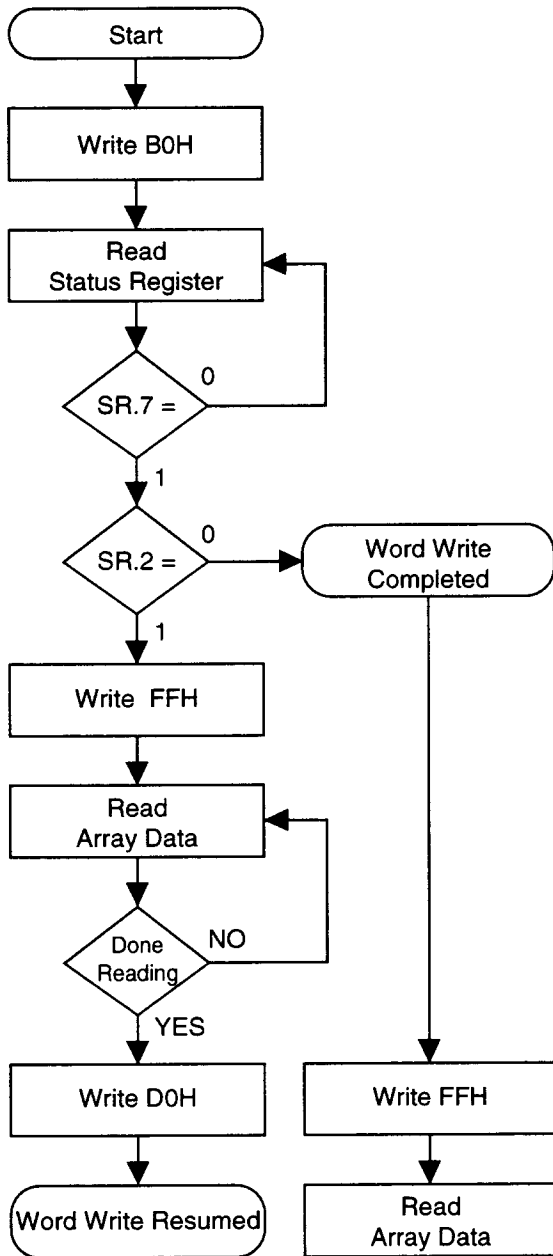 Start
Write B0H
Read
Status Register
0
SR.7 =
1
0
SR.2 =
1
Word Write
Completed
Write FFH
Read
Array Data
Done
Reading
NO
YES
Write D0H
Word Write Resumed
Write FFH
Read
Array Data